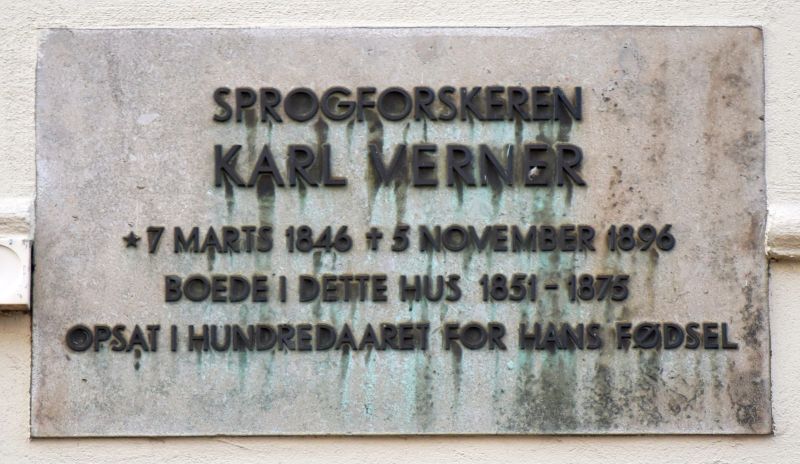 SPROGFORSKEREN
KARL VERNER
★ 7 MARTS 1846 ✝ 5 NOVEMBER 1896
BOEDE I DETTE HUS 1851 - 1875
OPSAT I HUNDREDAARET FOR HANS FØDSEL